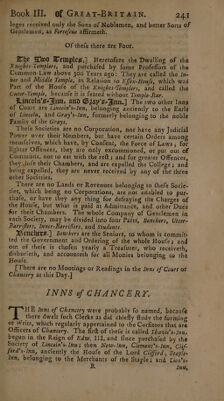 Book III. of GREAT-BRITAIN. 241
leges received only the Sons of Noblemen, and better Sorts of
Gentlemen, as Fortescue affirmeth.
Of these there are Four.
The Two Temples,] Heretofore the Dwelling of the
Knights-Templars, and purchased by some Professors of the
Common Law above 300 Years ago: They are called the In-
ner and Middle Temple, in Relation to Essex-House, which was
Part of the House of the Knights-Templars, and called the
Outer-Temple, because it is seated without Temple-Bar.
Lincoln's-Inn, and Gray's-Inn.] The two other Inns
of Court are Lincoln's-Inn, belonging anciently to the Earls
of Lincoln, and Gray's-Inn, formerly belonging to the noble
Family of the Grays.
These Societies are no Corporation, nor have any Judicial
Power over their Members, but have certain Orders among
themselves, which have, by Consent, the Force of Laws; for
lighter Offences, they are only excommoned, or put out of
Commons, not to eat with the rest; and for greater Offences,
they lose their Chambers, and are expelled the College; and
being expelled, they are never received by any of the three
other Societies.
There are no Lands or Revenues belonging to these Socie-
ties, which being no Corporations, are not enabled to pur-
chase, or have they any thing for defraying the Charges of
the House, but what is paid at Admittance, and other Dues
for their Chambers. The whole Company of Gentlemen in
each Society, may be divided into four Parts, Benchers, Utter-
Barristers, Inner-Barristers, and Students.
Benchers.] Benchers are the Seniors, to whom is commit-
ted the Government and Ordering of the whole House; and
out of these is chosen yearly a Treasurer, who receiveth,
disburseth, and accounteth for all Monies belonging to the
House.
[There are no Mootings or Readings in the Inns of Court of
Chancery at this Day.]
INNS of CHANCERY.
THE Inns of Chancery were probably so named, because
there dwelt such Clerks as did chiefly study the forming
of Writs, which regularly appertained to the Cursitors that are
Officers of Chancery. The first of these is called Thavis's-Inn,
begun in the Reign of Edw. III, and since purchased by the
Society of Lincoln's-Inn; then New-Inn, Clement's-Inn, Clif-
ford's-Inn, anciently the House of the Lord Clifford, Staple-
Inn, belonging to the Merchants of the Staple; and Lion's-
R Inn,